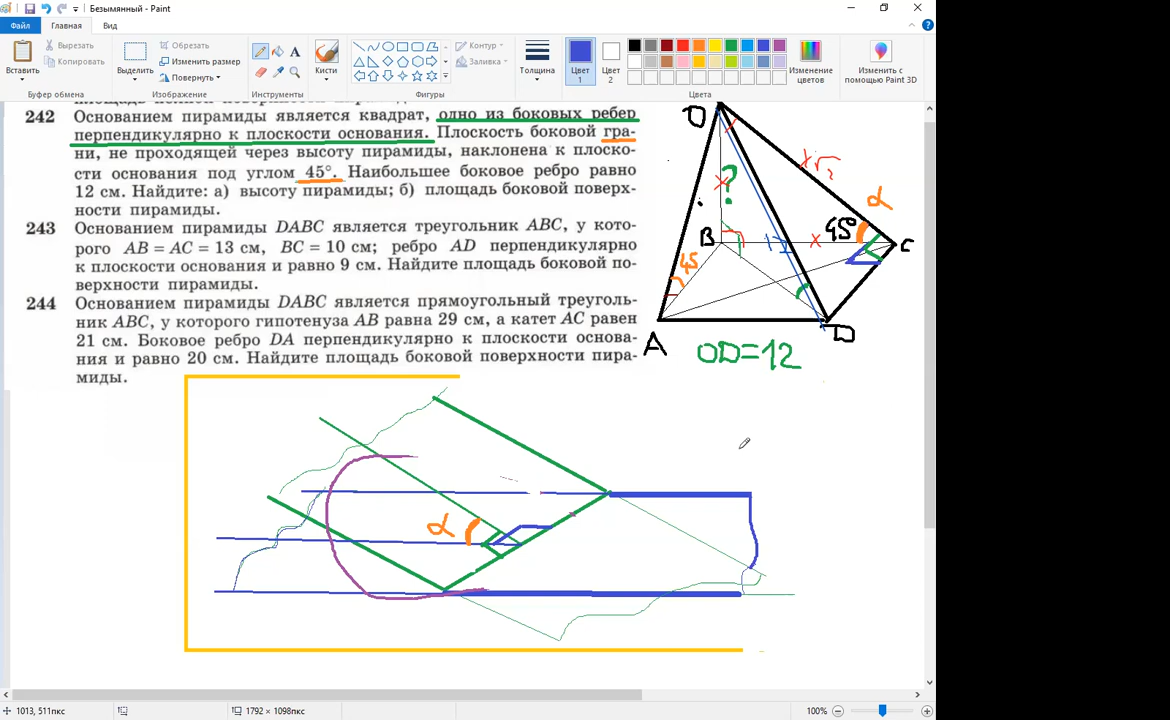 Безымянный - Paint
Файл Главная Вид
Вставить
Вырезать
Копировать
Буфер обмена
Выделить
Обрезать
Изменить размер
Повернуть
Изображение
A
Инструменты
Кисти
Контур
Заливка
Фигуры
Толщина
Цвет 1
Цвет 2
Изменение цветов
Цвета
Изменить с помощью Paint 3D
242 Основанием пирамиды является квадрат, одно из боковых ребер
перпендикулярно к плоскости основания. Плоскость боковой гра-
ни, не проходящей через высоту пирамиды, наклонена к плоско-
сти основания под углом 45°. Наибольшее боковое ребро равно
12 см. Найдите: а) высоту пирамиды; б) площадь боковой поверх-
ности пирамиды.
243 Основанием пирамиды DABC является треугольник ABC, у кото-
рого AB = AC = 13 см, BC = 10 см; ребро AD перпендикулярно
к плоскости основания и равно 9 см. Найдите площадь боковой по-
верхности пирамиды.
244 Основанием пирамиды DABC является прямоугольный треуголь-
ник ABC, у которого гипотенуза AB равна 29 см, а катет AC равен
21 см. Боковое ребро DA перпендикулярно к плоскости основа-
ния и равно 20 см. Найдите площадь боковой поверхности пира-
миды.
O
x√2
x ?
α
B
12
x
45°
C
45
A
D
OD=12
α
1013, 511пкс
1792 × 1098пкс
100%